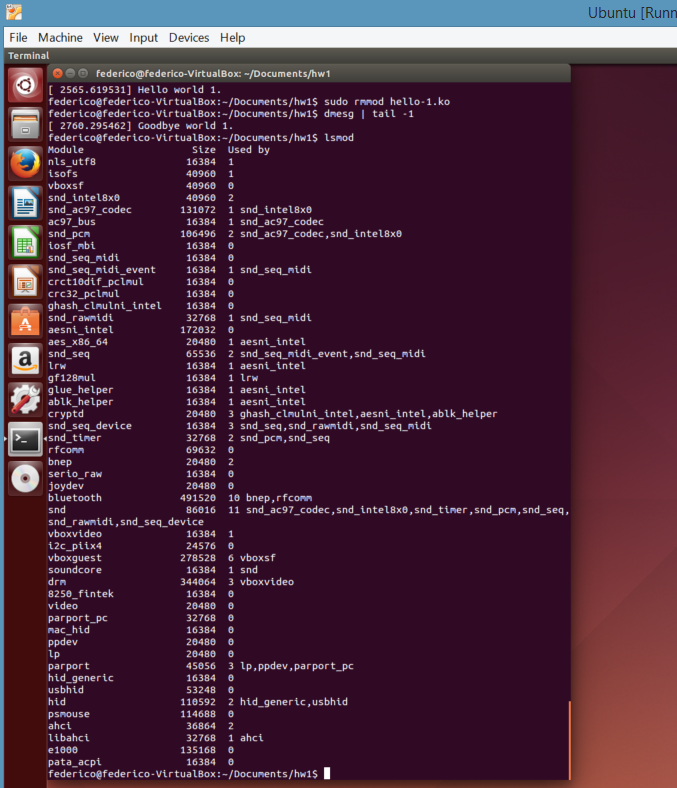 Ubuntu [Runn
File Machine View Input Devices Help
Terminal
federico@federico-VirtualBox: ~/Documents/hw1
[ 2565.619531] Hello world 1.
federico@federico-VirtualBox:~/Documents/hw1$ sudo rmmod hello-1.ko
federico@federico-VirtualBox:~/Documents/hw1$ dmesg | tail -1
[ 2760.295462] Goodbye world 1.
federico@federico-VirtualBox:~/Documents/hw1$ lsmod
Module Size Used by
nls_utf8 16384 1
isofs 40960 1
vboxsf 40960 0
snd_intel8x0 40960 2
snd_ac97_codec 131072 1 snd_intel8x0
ac97_bus 16384 1 snd_ac97_codec
snd_pcm 106496 2 snd_ac97_codec,snd_intel8x0
iosf_mbi 16384 0
snd_seq_midi 16384 0
snd_seq_midi_event 16384 1 snd_seq_midi
crct10dif_pclmul 16384 0
crc32_pclmul 16384 0
ghash_clmulni_intel 16384 0
snd_rawmidi 32768 1 snd_seq_midi
aesni_intel 172032 0
aes_x86_64 20480 1 aesni_intel
snd_seq 65536 2 snd_seq_midi_event,snd_seq_midi
lrw 16384 1 aesni_intel
gf128mul 16384 1 lrw
glue_helper 16384 1 aesni_intel
ablk_helper 16384 1 aesni_intel
cryptd 20480 3 ghash_clmulni_intel,aesni_intel,ablk_helper
snd_seq_device 16384 3 snd_seq,snd_rawmidi,snd_seq_midi
snd_timer 32768 2 snd_pcm,snd_seq
rfcomm 69632 0
bnep 20480 2
serio_raw 16384 0
joydev 20480 0
bluetooth 491520 10 bnep,rfcomm
snd 86016 11 snd_ac97_codec,snd_intel8x0,snd_timer,snd_pcm,snd_seq,
snd_rawmidi,snd_seq_device
vboxvideo 16384 1
i2c_piix4 24576 0
vboxguest 278528 6 vboxsf
soundcore 16384 1 snd
drm 344064 3 vboxvideo
8250_fintek 16384 0
video 20480 0
parport_pc 32768 0
mac_hid 16384 0
ppdev 20480 0
lp 20480 0
parport 45056 3 lp,ppdev,parport_pc
hid_generic 16384 0
usbhid 53248 0
hid 110592 2 hid_generic,usbhid
psmouse 114688 0
ahci 36864 2
libahci 32768 1 ahci
e1000 135168 0
pata_acpi 16384 0
federico@federico-VirtualBox:~/Documents/hw1$